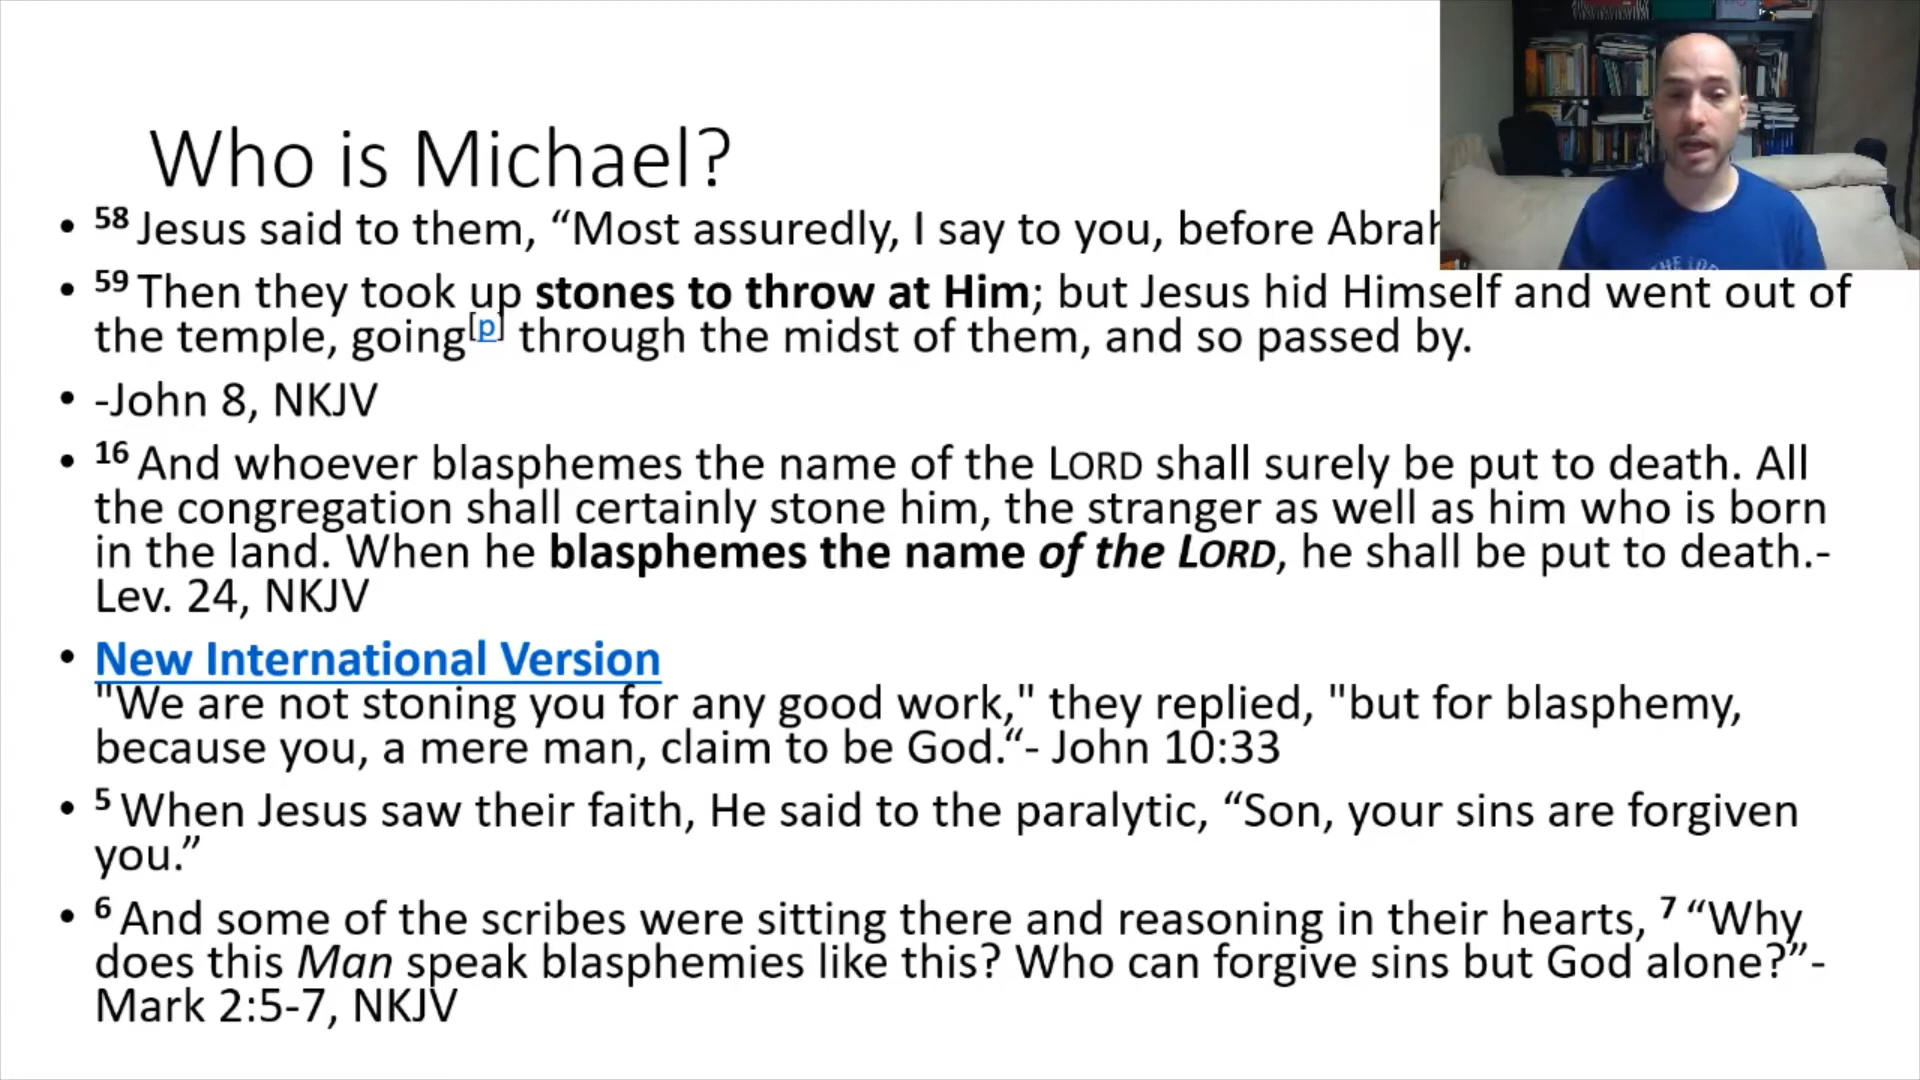 Who is Michael?
• 58 Jesus said to them, “Most assuredly, I say to you, before
• 59 Then they took up stones to throw at Him; but Jesus hid Himself and went out of
the temple, going[p] through the midst of them, and so passed by.
• -John 8, NKJV
• 16 And whoever blasphemes the name of the LORD shall surely be put to death. All
the congregation shall certainly stone him, the stranger as well as him who is born
in the land. When he blasphemes the name of the LORD, he shall be put to death.-
Lev. 24, NKJV
• New International Version
"We are not stoning you for any good work," they replied, "but for blasphemy,
because you, a mere man, claim to be God.“- John 10:33
• 5 When Jesus saw their faith, He said to the paralytic, “Son, your sins are forgiven
you.”
• 6 And some of the scribes were sitting there and reasoning in their hearts, 7 “Why
does this Man speak blasphemies like this? Who can forgive sins but God alone?”-
Mark 2:5-7, NKJV